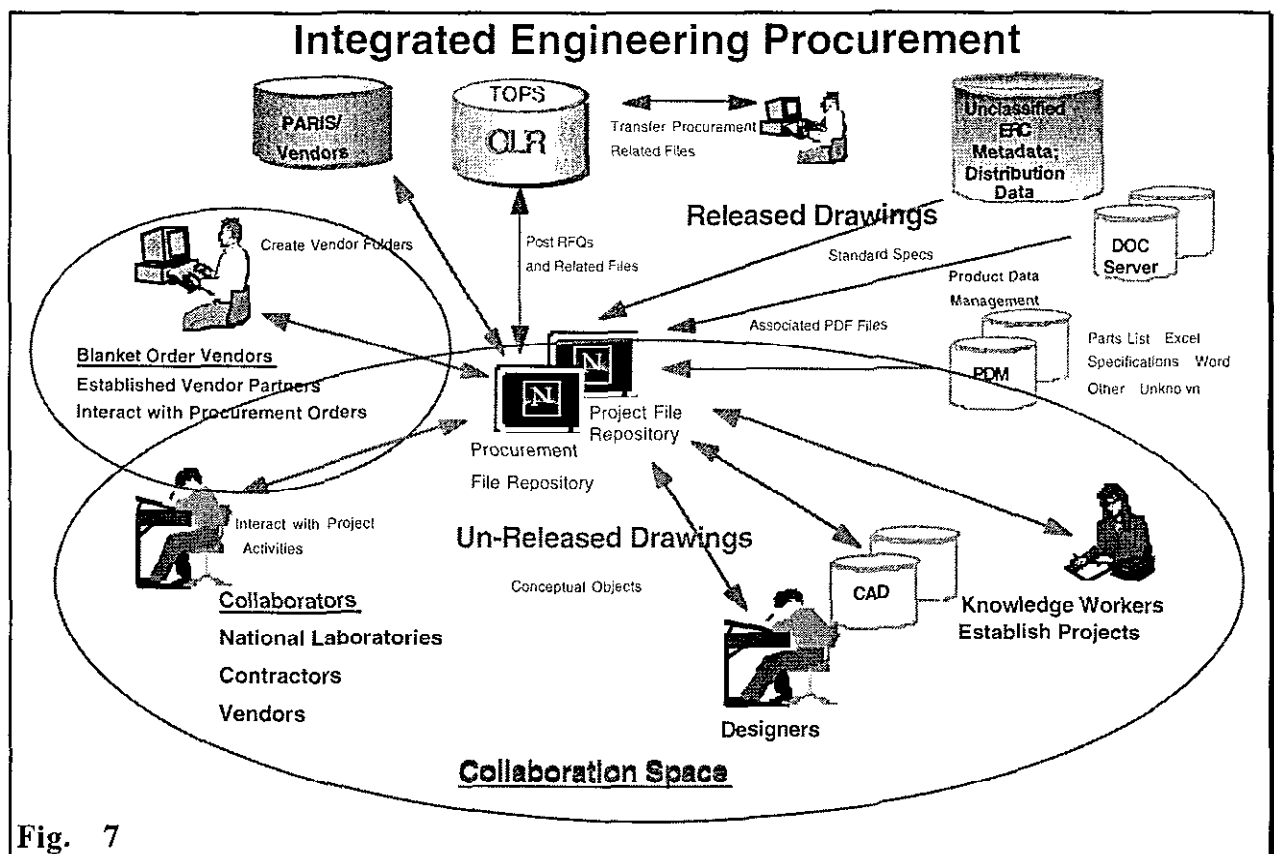 Integrated Engineering Procurement
PARIS/
Vendors
TOPS
OLR
Transfer Procurement
Related Files
Unclassified
ERC
Metadata;
Distribution
Data
DOC
Server
Released Drawings
Standard Specs
Create Vendor Folders
Post RFQs
and Related Files
Product Data
Management
Associated PDF Files
PDM
Parts List Excel
Specifications Word
Other Unkno wn
Blanket Order Vendors
Established Vendor Partners
Interact with Procurement Orders
N
N
Project File
Repository
Procurement
File Repository
Interact with Project
Activities
Un-Released Drawings
Conceptual Objects
Collaborators
National Laboratories
Contractors
Vendors
CAD
Designers
Knowledge Workers
Establish Projects
Collaboration Space
Fig. 7